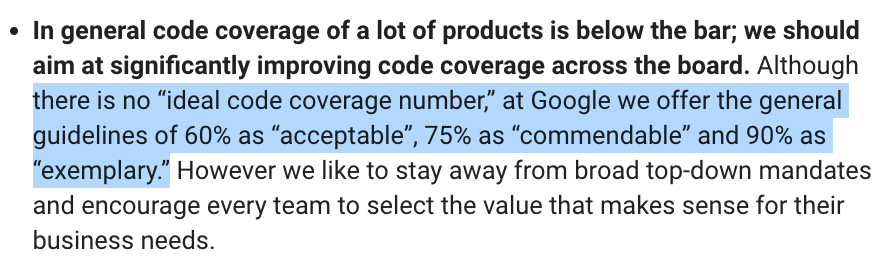 • In general code coverage of a lot of products is below the bar; we should
aim at significantly improving code coverage across the board. Although
there is no “ideal code coverage number,” at Google we offer the general
guidelines of 60% as “acceptable”, 75% as “commendable” and 90% as
“exemplary.” However we like to stay away from broad top-down mandates
and encourage every team to select the value that makes sense for their
business needs.